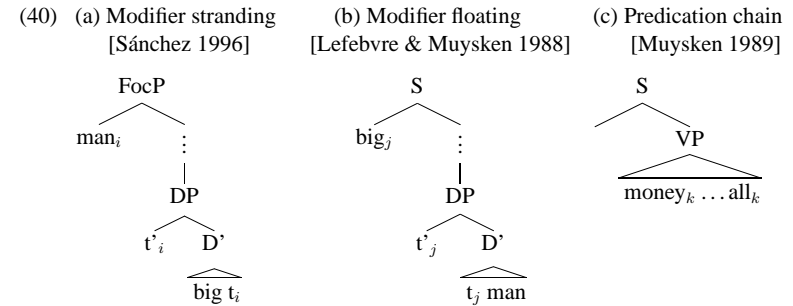 (40) (a) Modifier stranding (b) Modifier floating (c) Predication chain
[Sánchez 1996] [Lefebvre & Muysken 1988] [Muysken 1989]
FocP S S
man_i ⋮ big_j ⋮ VP
money_k … all_k
DP DP
t'_i D' t'_j D'
big t_i t_j man